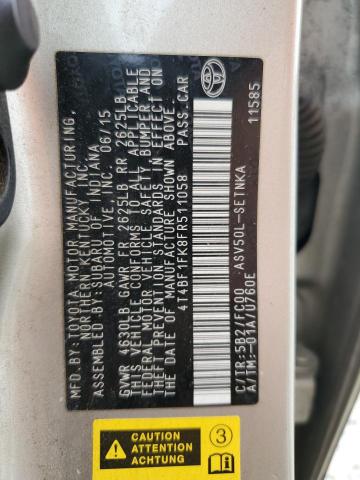 MFD. BY:TOYOTA MOTOR MANUFACTURING,
NORTHERN KENTUCKY, INC.
ASSEMBLED BY:SUBARU OF INDIANA
AUTOMOTIVE, INC. 06/15
GVWR 4630LB GAWR FR 2625LB RR 2625LB
THIS VEHICLE CONFORMS TO ALL APPLICABLE
FEDERAL MOTOR VEHICLE SAFETY, BUMPER, AND
THEFT PREVENTION STANDARDS IN EFFECT ON
THE DATE OF MANUFACTURE SHOWN ABOVE.
4T4BF1FK8FR511058 PASS.CAR
C/TR:5B2/FC00 ASV50L-SETNKA
A/TM:-01A/U760E 11585
TOYOTA
CAUTION
ATTENTION
ACHTUNG
3